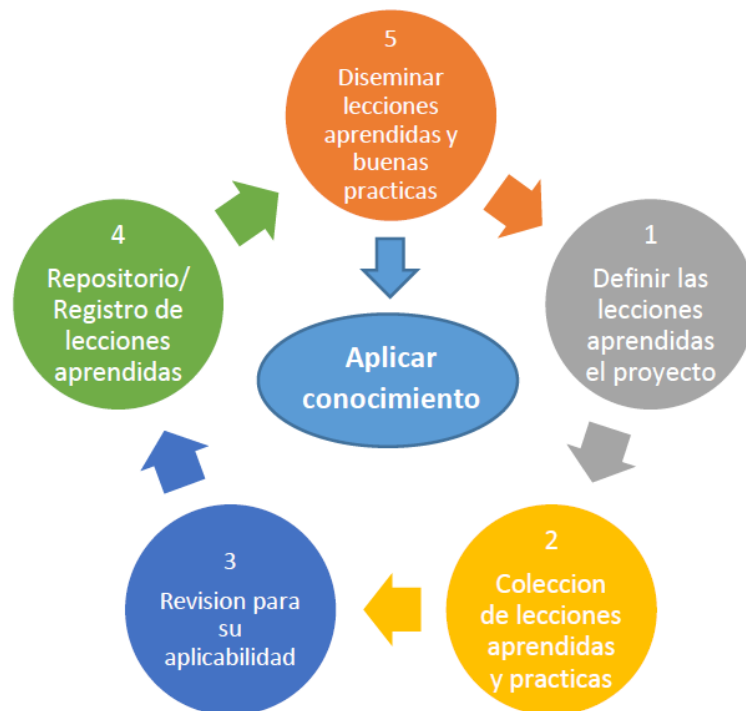 5
Diseminar
lecciones
aprendidas y
buenas
practicas
4
Repositorio/
Registro de
lecciones
aprendidas
1
Definir las
lecciones
aprendidas
el proyecto
Aplicar
conocimiento
3
Revision para
su
aplicabilidad
2
Coleccion
de lecciones
aprendidas
y practicas